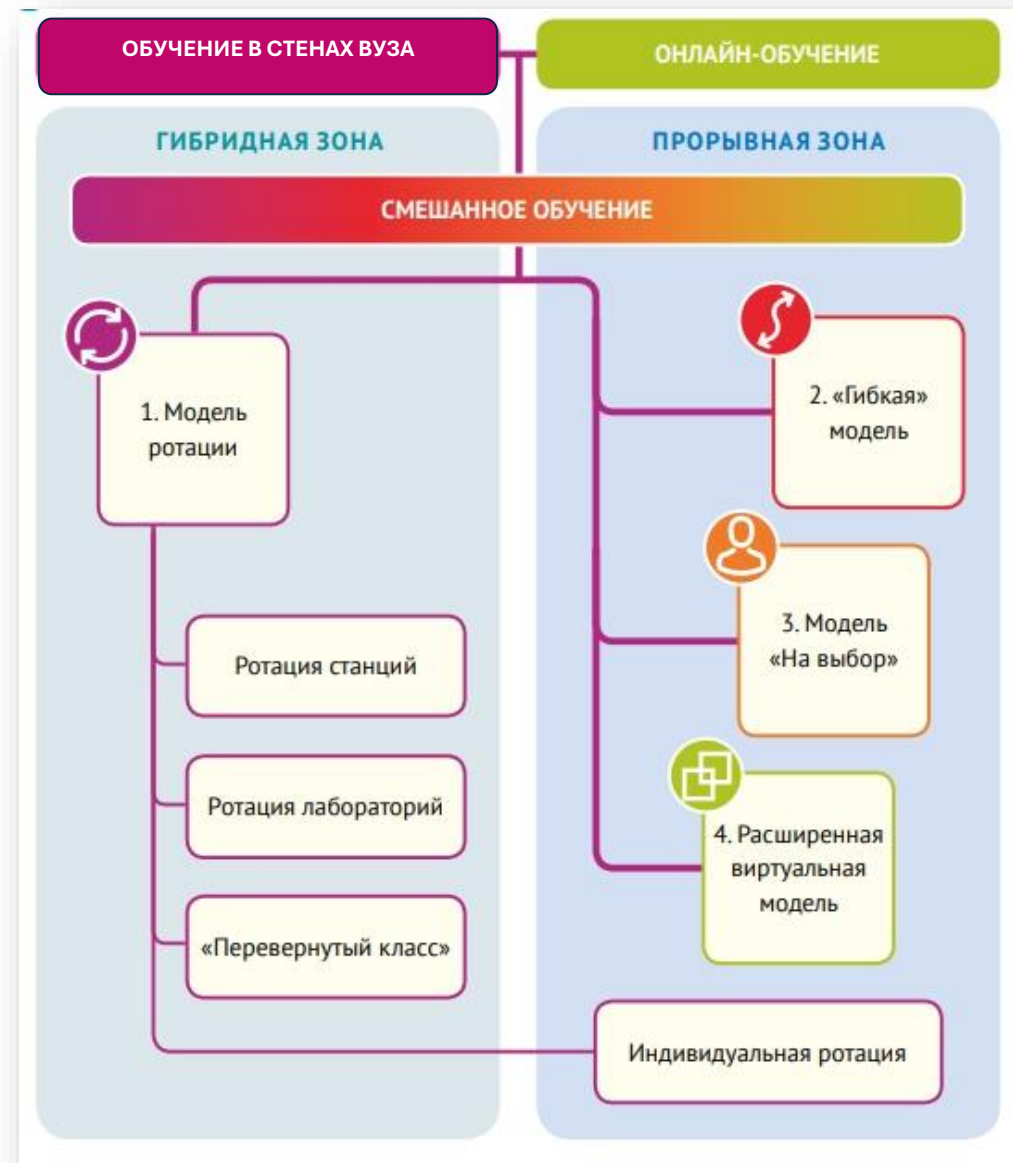 ОБУЧЕНИЕ В СТЕНАХ ВУЗА
ОНЛАЙН-ОБУЧЕНИЕ
ГИБРИДНАЯ ЗОНА
ПРОРЫВНАЯ ЗОНА
СМЕШАННОЕ ОБУЧЕНИЕ
1. Модель
ротации
2. «Гибкая»
модель
3. Модель
«На выбор»
Ротация станций
Ротация лабораторий
4. Расширенная
виртуальная
модель
«Перевернутый класс»
Индивидуальная ротация